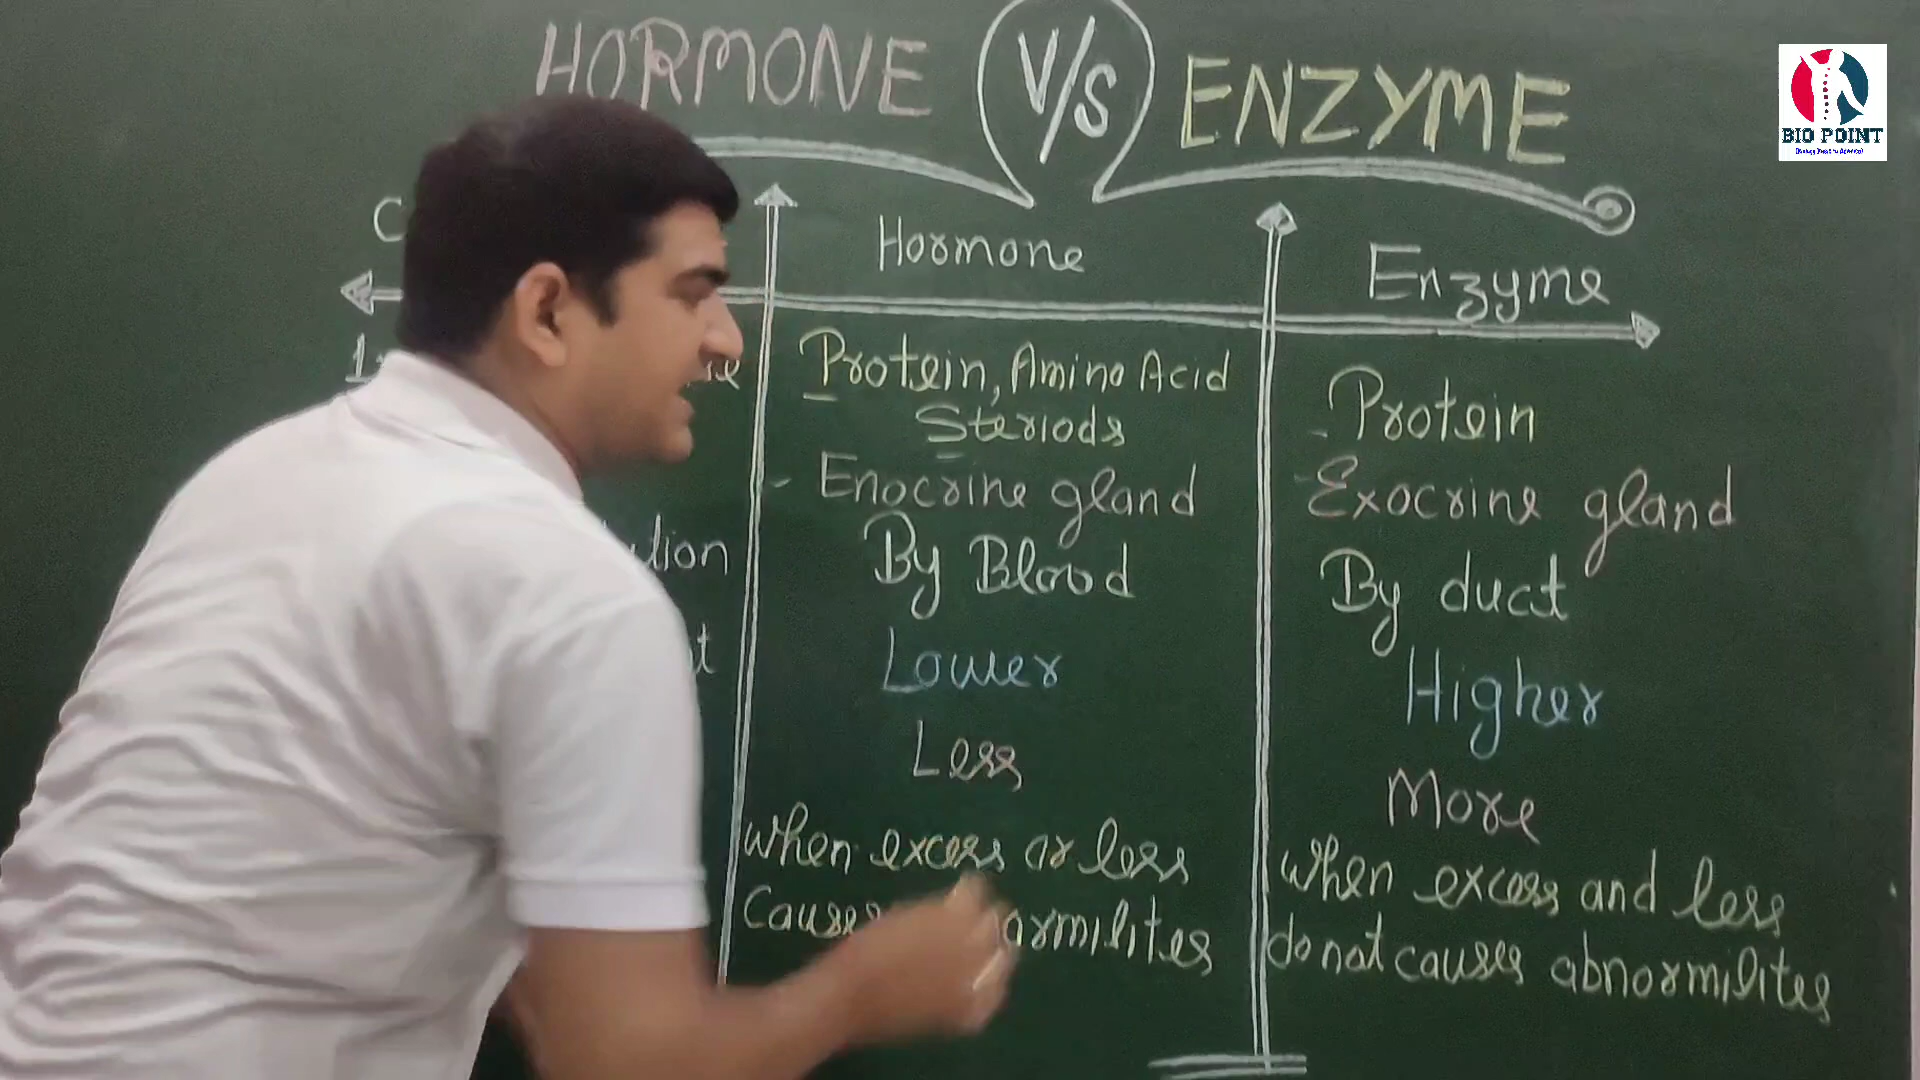 HORMONE V/S ENZYME
BIO POINT
Hormone
Enzyme
Protein, Amino Acid
Steriods
Protein
Enocrine gland
Exocrine gland
By Blood
By duct
Lower
Higher
Less
More
when excess or less
Causes
when excess and less
do not causes abnormilites